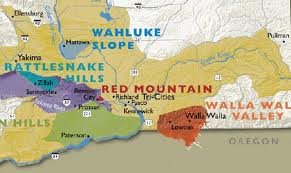 Ellensburg
WAHLUKE
SLOPE
Mattawa
Pullman
Yakima
RATTLESNAKE
HILLS
Zillah
Sunnyside
Benton
City
RED MOUNTAIN
Richland Tri-Cities
Pasco
Kennewick
WALLA WAL
VALLEY
Walla Walla
Lowden
N HILLS
Paterson
OREGON